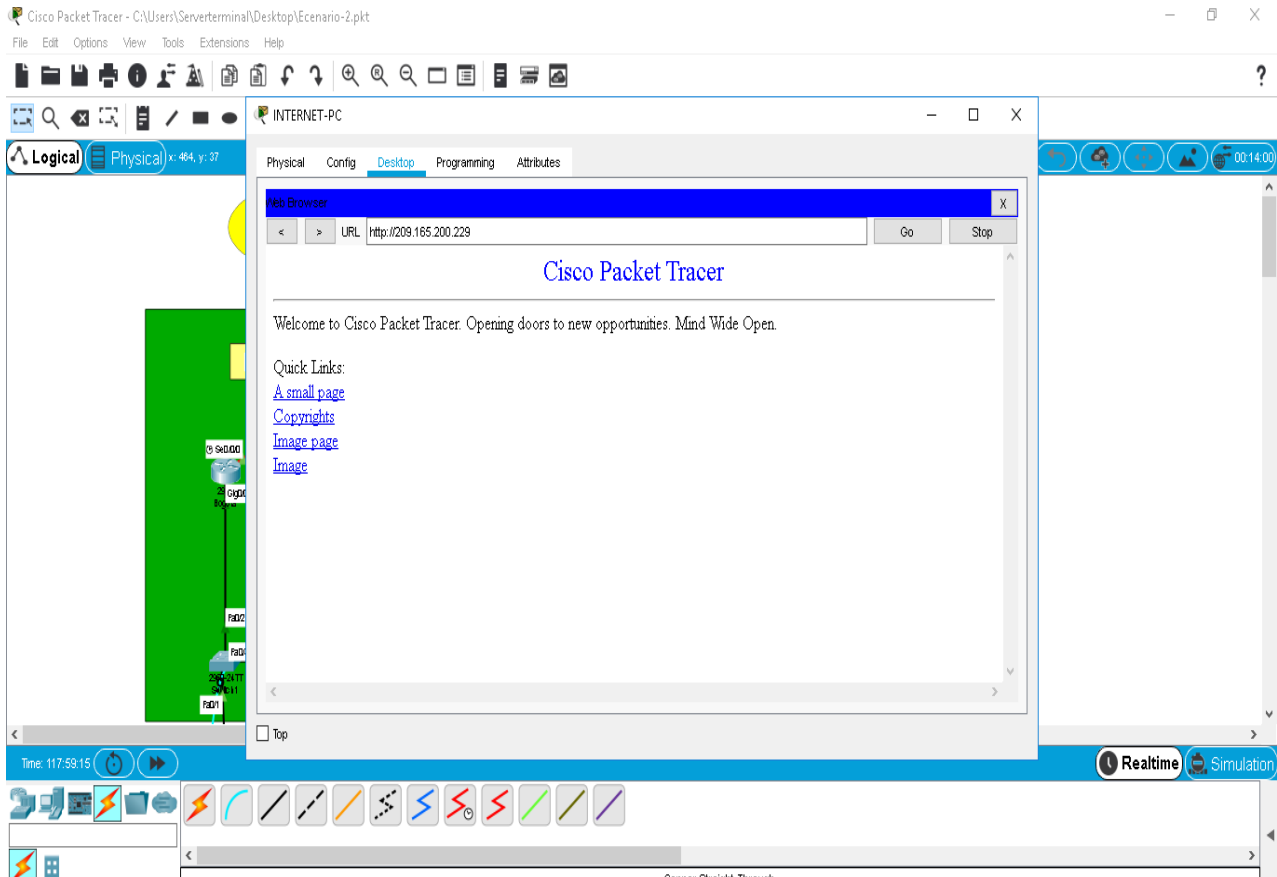 Cisco Packet Tracer - C:\Users\Serverterminal\Desktop\Ecenario-2.pkt
File Edit Options View Tools Extensions Help
?
INTERNET-PC
Logical Physical x: 464, y: 37
00:14:00
Physical Config Desktop Programming Attributes
Web Browser X
< > URL http://209.165.200.229 Go Stop
Cisco Packet Tracer
Welcome to Cisco Packet Tracer. Opening doors to new opportunities. Mind Wide Open.
Quick Links:
A small page
Copyrights
Image page
Image
Se0/0/0
Fa0/2
Fa0/1
Top
Time: 117:59:15
Realtime Simulation